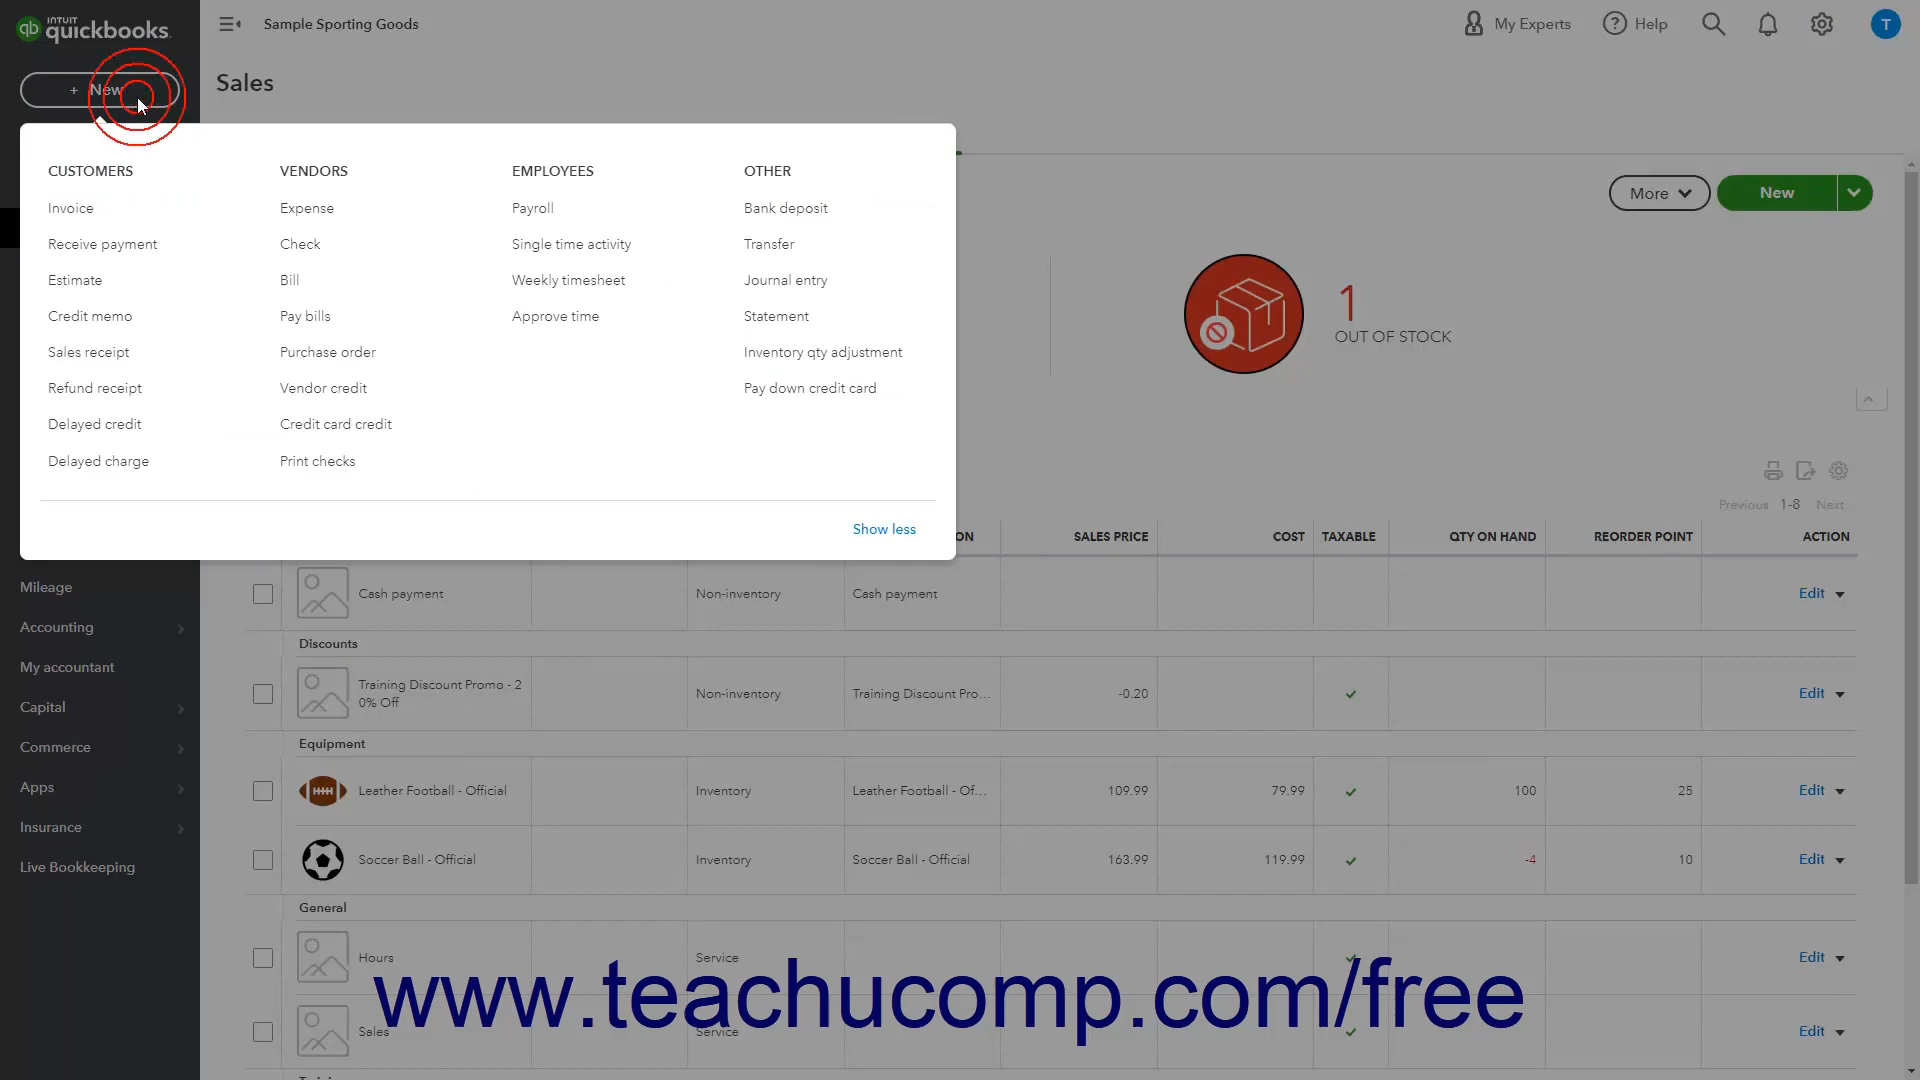 INTUIT
quickbooks.
Sample Sporting Goods
My Experts
Help
T
+ New
Sales
CUSTOMERS
Invoice
Receive payment
Estimate
Credit memo
Sales receipt
Refund receipt
Delayed credit
Delayed charge
VENDORS
Expense
Check
Bill
Pay bills
Purchase order
Vendor credit
Credit card credit
Print checks
EMPLOYEES
Payroll
Single time activity
Weekly timesheet
Approve time
OTHER
Bank deposit
Transfer
Journal entry
Statement
Inventory qty adjustment
Pay down credit card
Show less
More
New
1
OUT OF STOCK
Previous 1-8 Next
ON SALES PRICE COST TAXABLE QTY ON HAND REORDER POINT ACTION
Cash payment Non-inventory Cash payment Edit
Discounts
Training Discount Promo - 2
0% Off
Non-inventory Training Discount Pro... -0.20 Edit
Equipment
Leather Football - Official Inventory Leather Football - Of... 109.99 79.99 100 25 Edit
Soccer Ball - Official Inventory Soccer Ball - Official 163.99 119.99 -4 10 Edit
General
Hours Service Edit
Sales Service Edit
Mileage
Accounting
My accountant
Capital
Commerce
Apps
Insurance
Live Bookkeeping
www.teachucomp.com/free